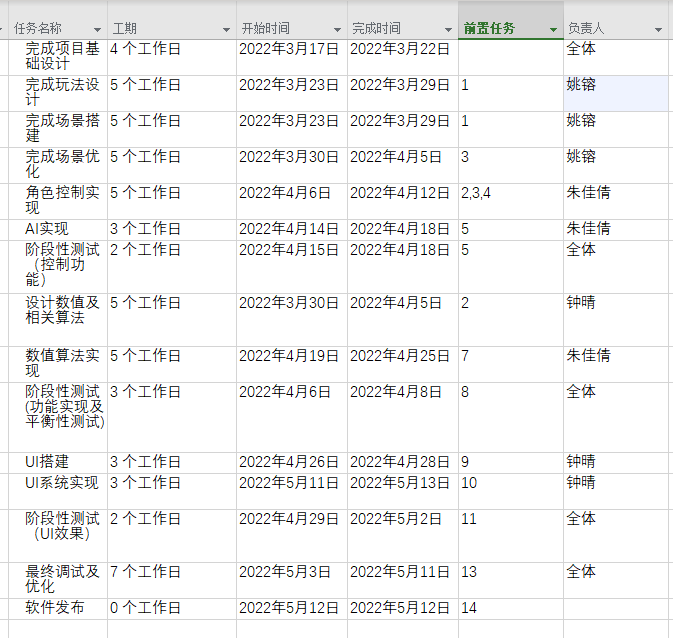 任务名称 工期 开始时间 完成时间 前置任务 负责人
完成项目基 4 个工作日 2022年3月17日 2022年3月22日 全体
础设计
完成玩法设 5 个工作日 2022年3月23日 2022年3月29日 1 姚镕
计
完成场景搭 5 个工作日 2022年3月23日 2022年3月29日 1 姚镕
建
完成场景优 5 个工作日 2022年3月30日 2022年4月5日 3 姚镕
化
角色控制实 5 个工作日 2022年4月6日 2022年4月12日 2,3,4 朱佳倩
现
AI实现 3 个工作日 2022年4月14日 2022年4月18日 5 朱佳倩
阶段性测试 2 个工作日 2022年4月15日 2022年4月18日 5 全体
（控制功
能）
设计数值及 5 个工作日 2022年3月30日 2022年4月5日 2 钟晴
相关算法
数值算法实 5 个工作日 2022年4月19日 2022年4月25日 7 朱佳倩
现
阶段性测试 3 个工作日 2022年4月6日 2022年4月8日 8 全体
(功能实现及
平衡性测试)
UI搭建 3 个工作日 2022年4月26日 2022年4月28日 9 钟晴
UI系统实现 3 个工作日 2022年5月11日 2022年5月13日 10 钟晴
阶段性测试 2 个工作日 2022年4月29日 2022年5月2日 11 全体
（UI效果）
最终调试及 7 个工作日 2022年5月3日 2022年5月11日 13 全体
优化
软件发布 0 个工作日 2022年5月12日 2022年5月12日 14